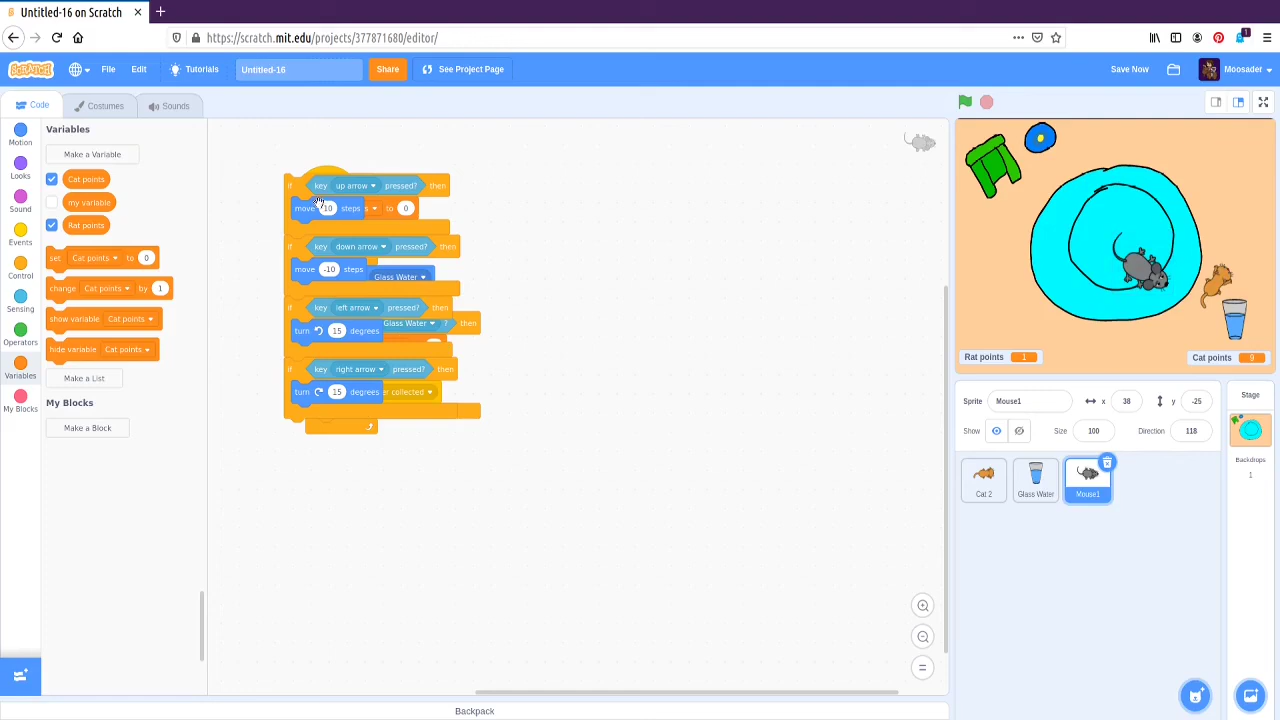 Untitled-16 on Scratch
https://scratch.mit.edu/projects/377871680/editor/
1
SCRATCH
File
Edit
Tutorials
Untitled-16
Share
See Project Page
Save Now
Moosader
Code
Costumes
Sounds
Motion
Looks
Sound
Events
Control
Sensing
Operators
Variables
My Blocks
Variables
Make a Variable
Cat points
my variable
Rat points
set Cat points to 0
change Cat points by 1
show variable Cat points
hide variable Cat points
Make a List
My Blocks
Make a Block
if key up arrow pressed? then
move 10 steps s to 0
if key down arrow pressed? then
move -10 steps
Glass Water
if key left arrow pressed? then
Glass Water ? then
turn 15 degrees
if key right arrow pressed? then
turn 15 degrees er collected
Backpack
Rat points 1
Cat points 9
Sprite Mouse1 x 38 y -25
Show Size 100 Direction 118
Cat 2
Glass Water
Mouse1
Stage
Backdrops
1